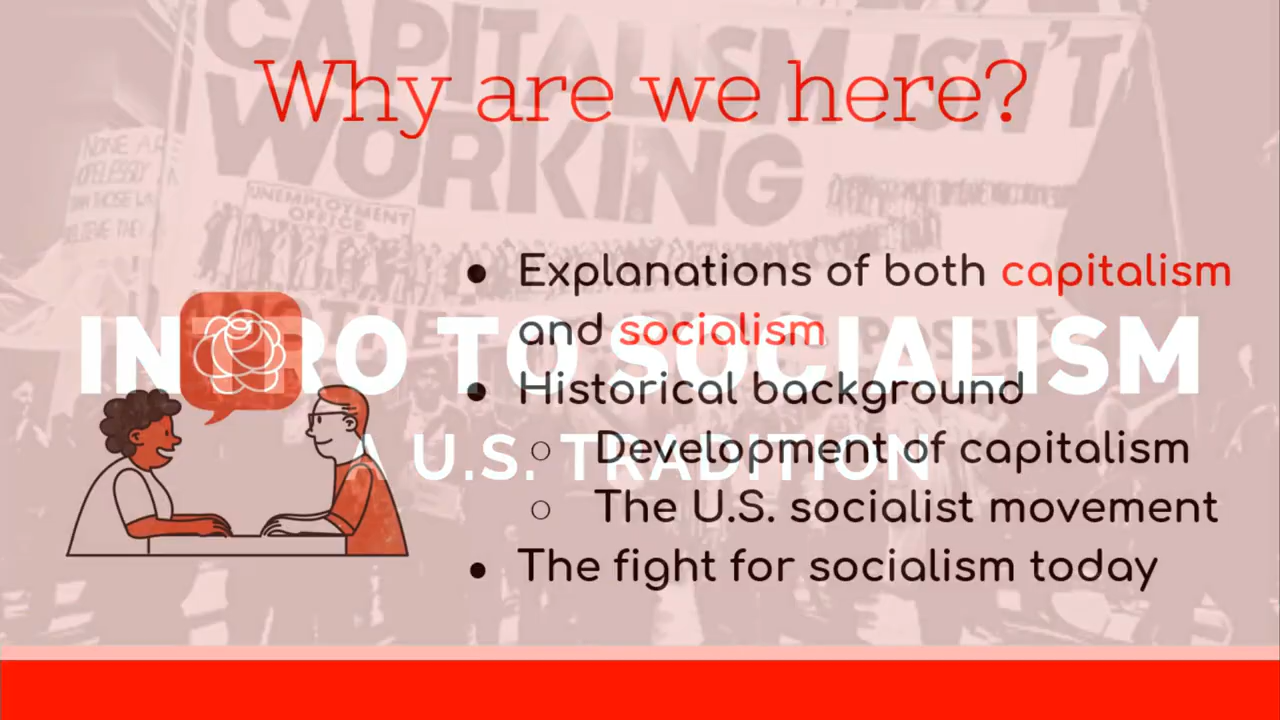 CAPITALISM ISN'T
WORKING
Why are we here?
NONE A
UNEMPLOYMENT
OFFICE
● Explanations of both capitalism
and socialism
INTRO TO SOCIALISM
● Historical background
○ Development of capitalism
A U.S. TRADITION
○ The U.S. socialist movement
● The fight for socialism today